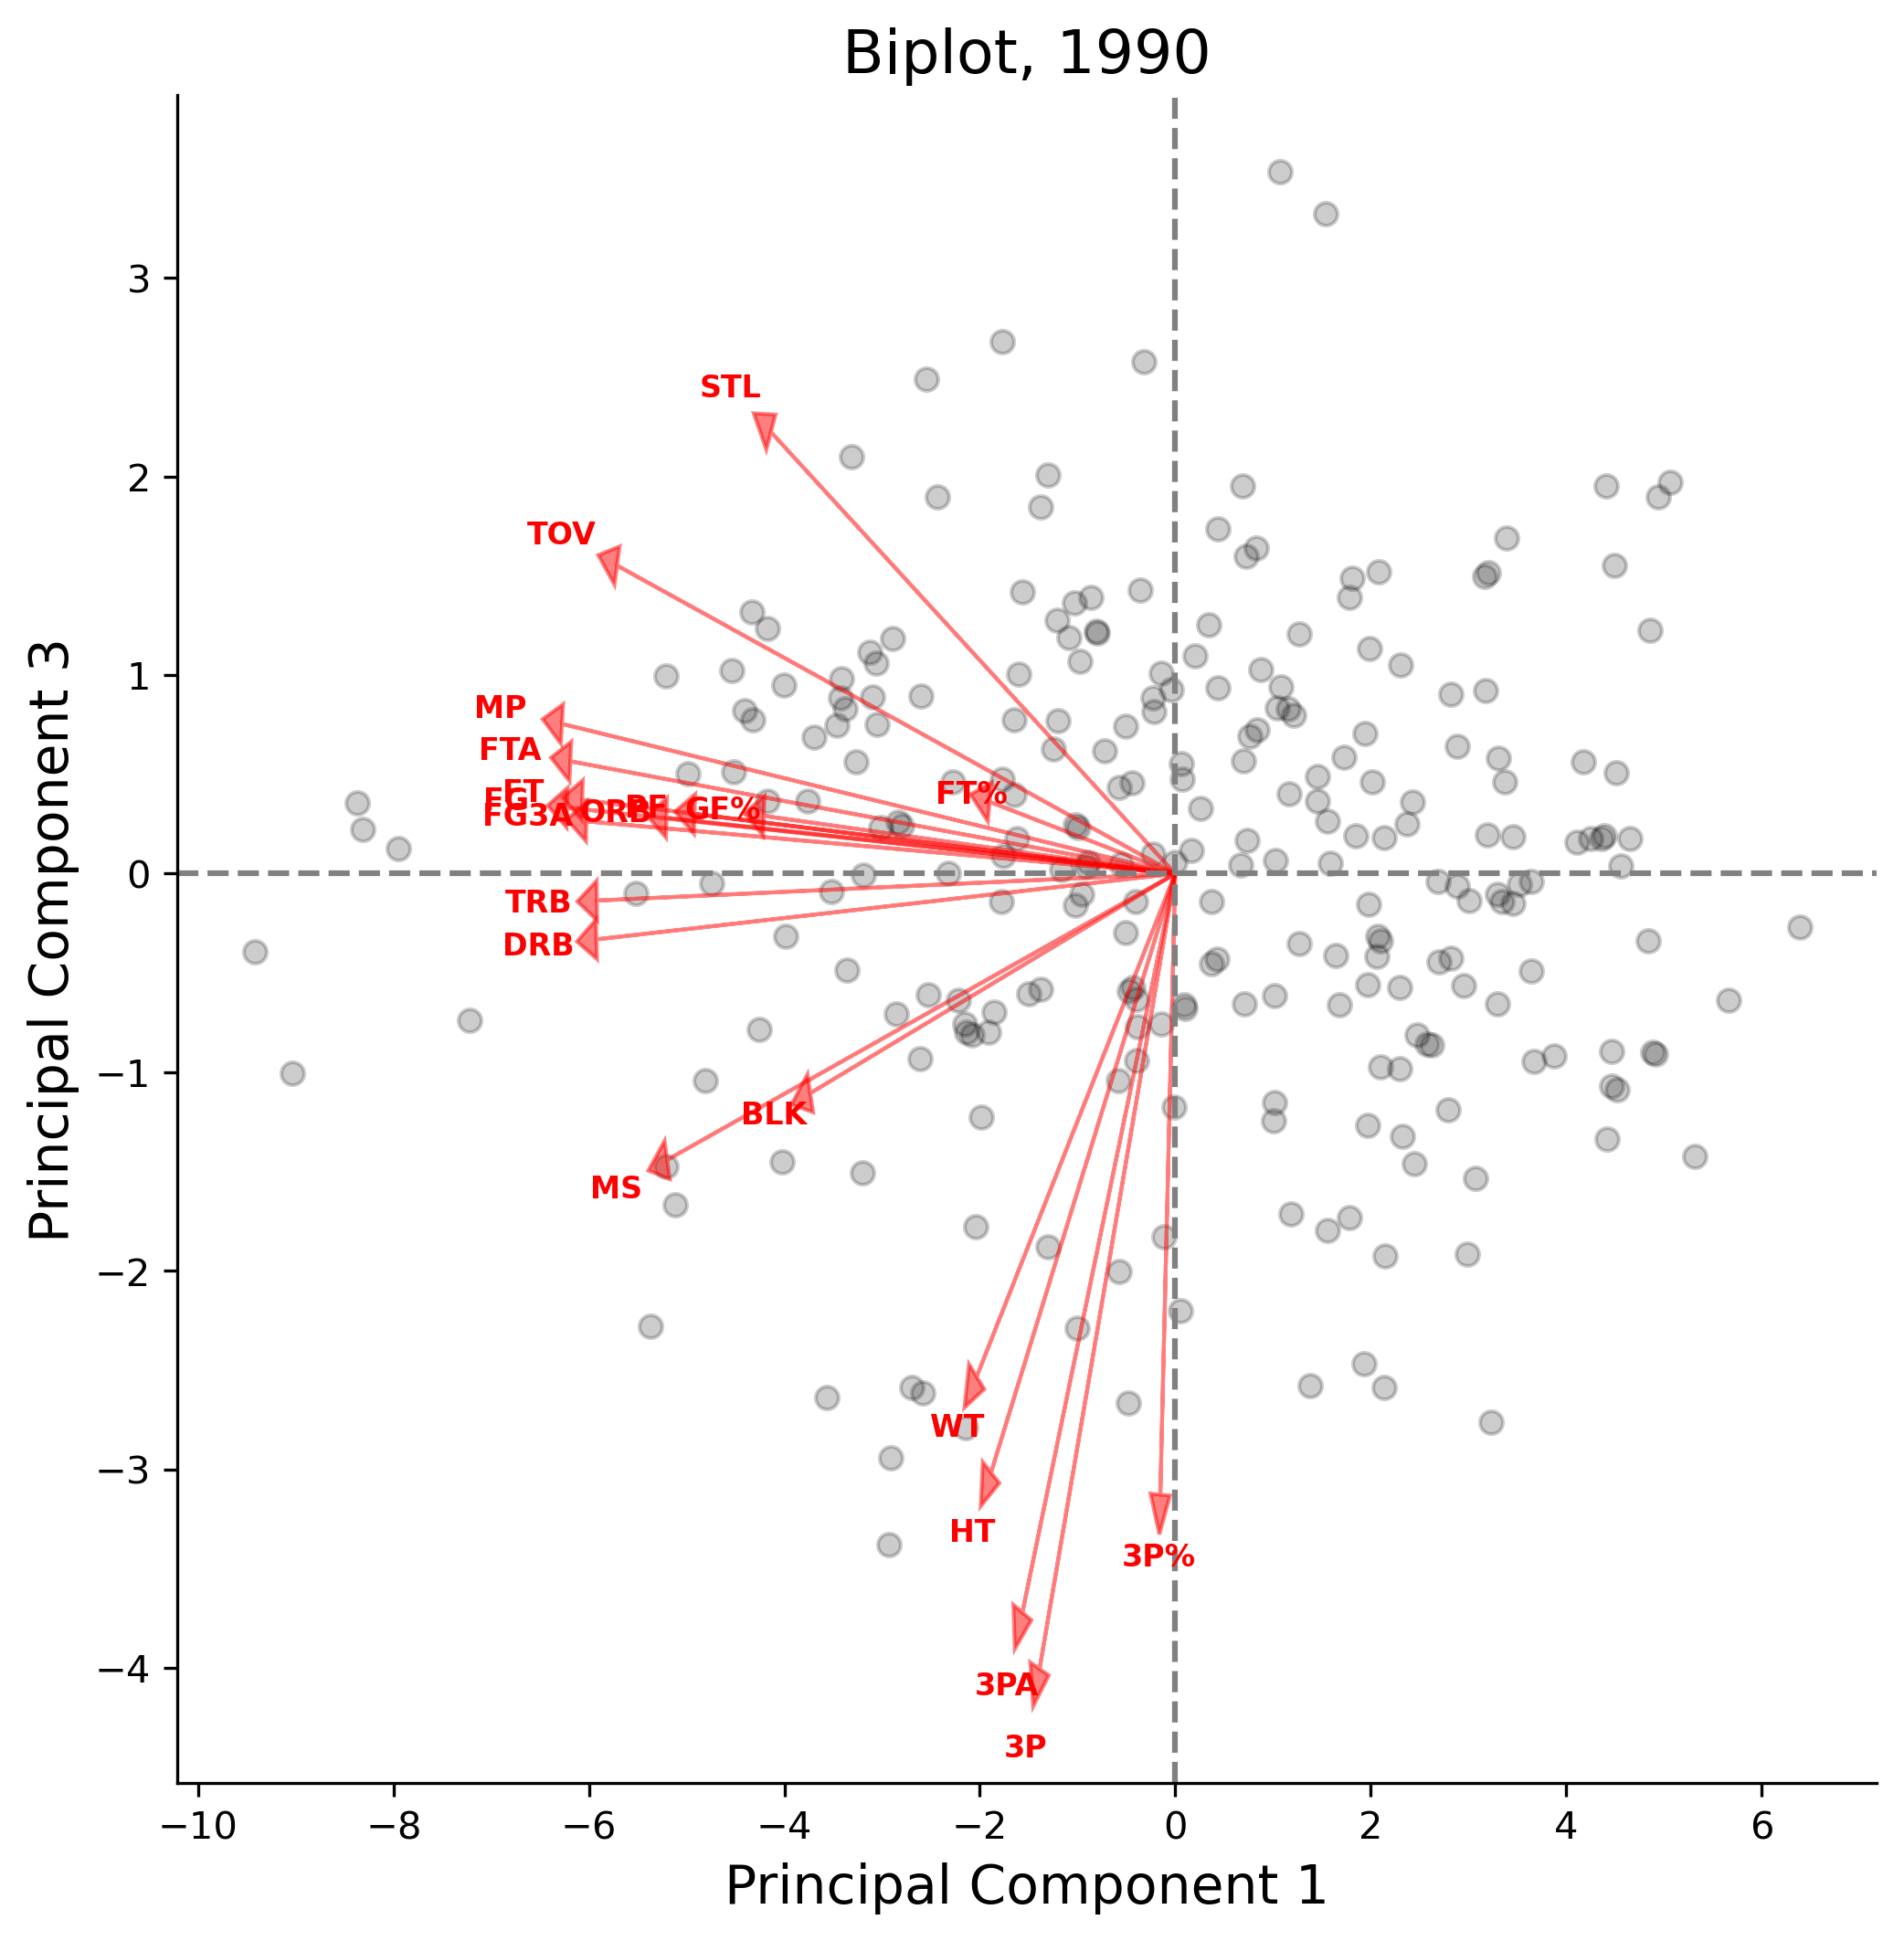 Biplot, 1990
3
2
1
0
−1
−2
−3
−4
Principal Component 3
STL
TOV
MP
FTA
FT
FG
FG3A
ORB
PF
GF%
FT%
TRB
DRB
BLK
MS
WT
HT
3P%
3PA
3P
−10 −8 −6 −4 −2 0 2 4 6
Principal Component 1